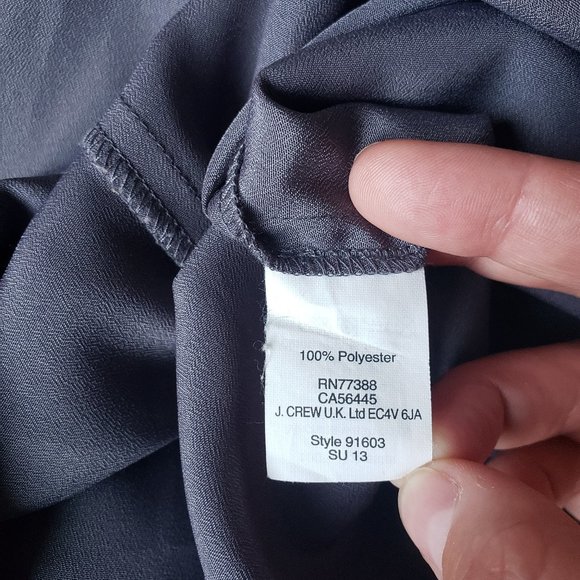 100% Polyester
RN77388
CA56445
J. CREW U.K. Ltd EC4V 6JA
Style 91603
SU 13